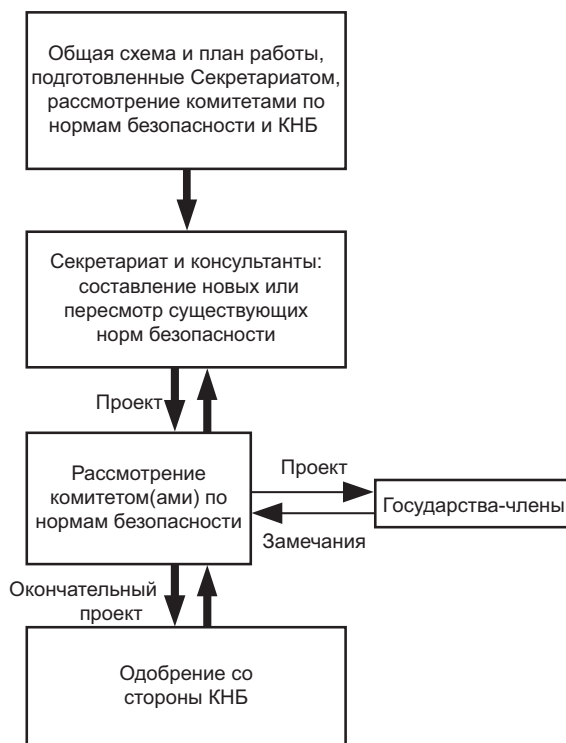 Общая схема и план работы,
подготовленные Секретариатом,
рассмотрение комитетами по
нормам безопасности и КНБ
Секретариат и консультанты:
составление новых или
пересмотр существующих
норм безопасности
Проект
Рассмотрение
комитетом(ами) по
нормам безопасности
Проект
Государства-члены
Замечания
Окончательный
проект
Одобрение со
стороны КНБ